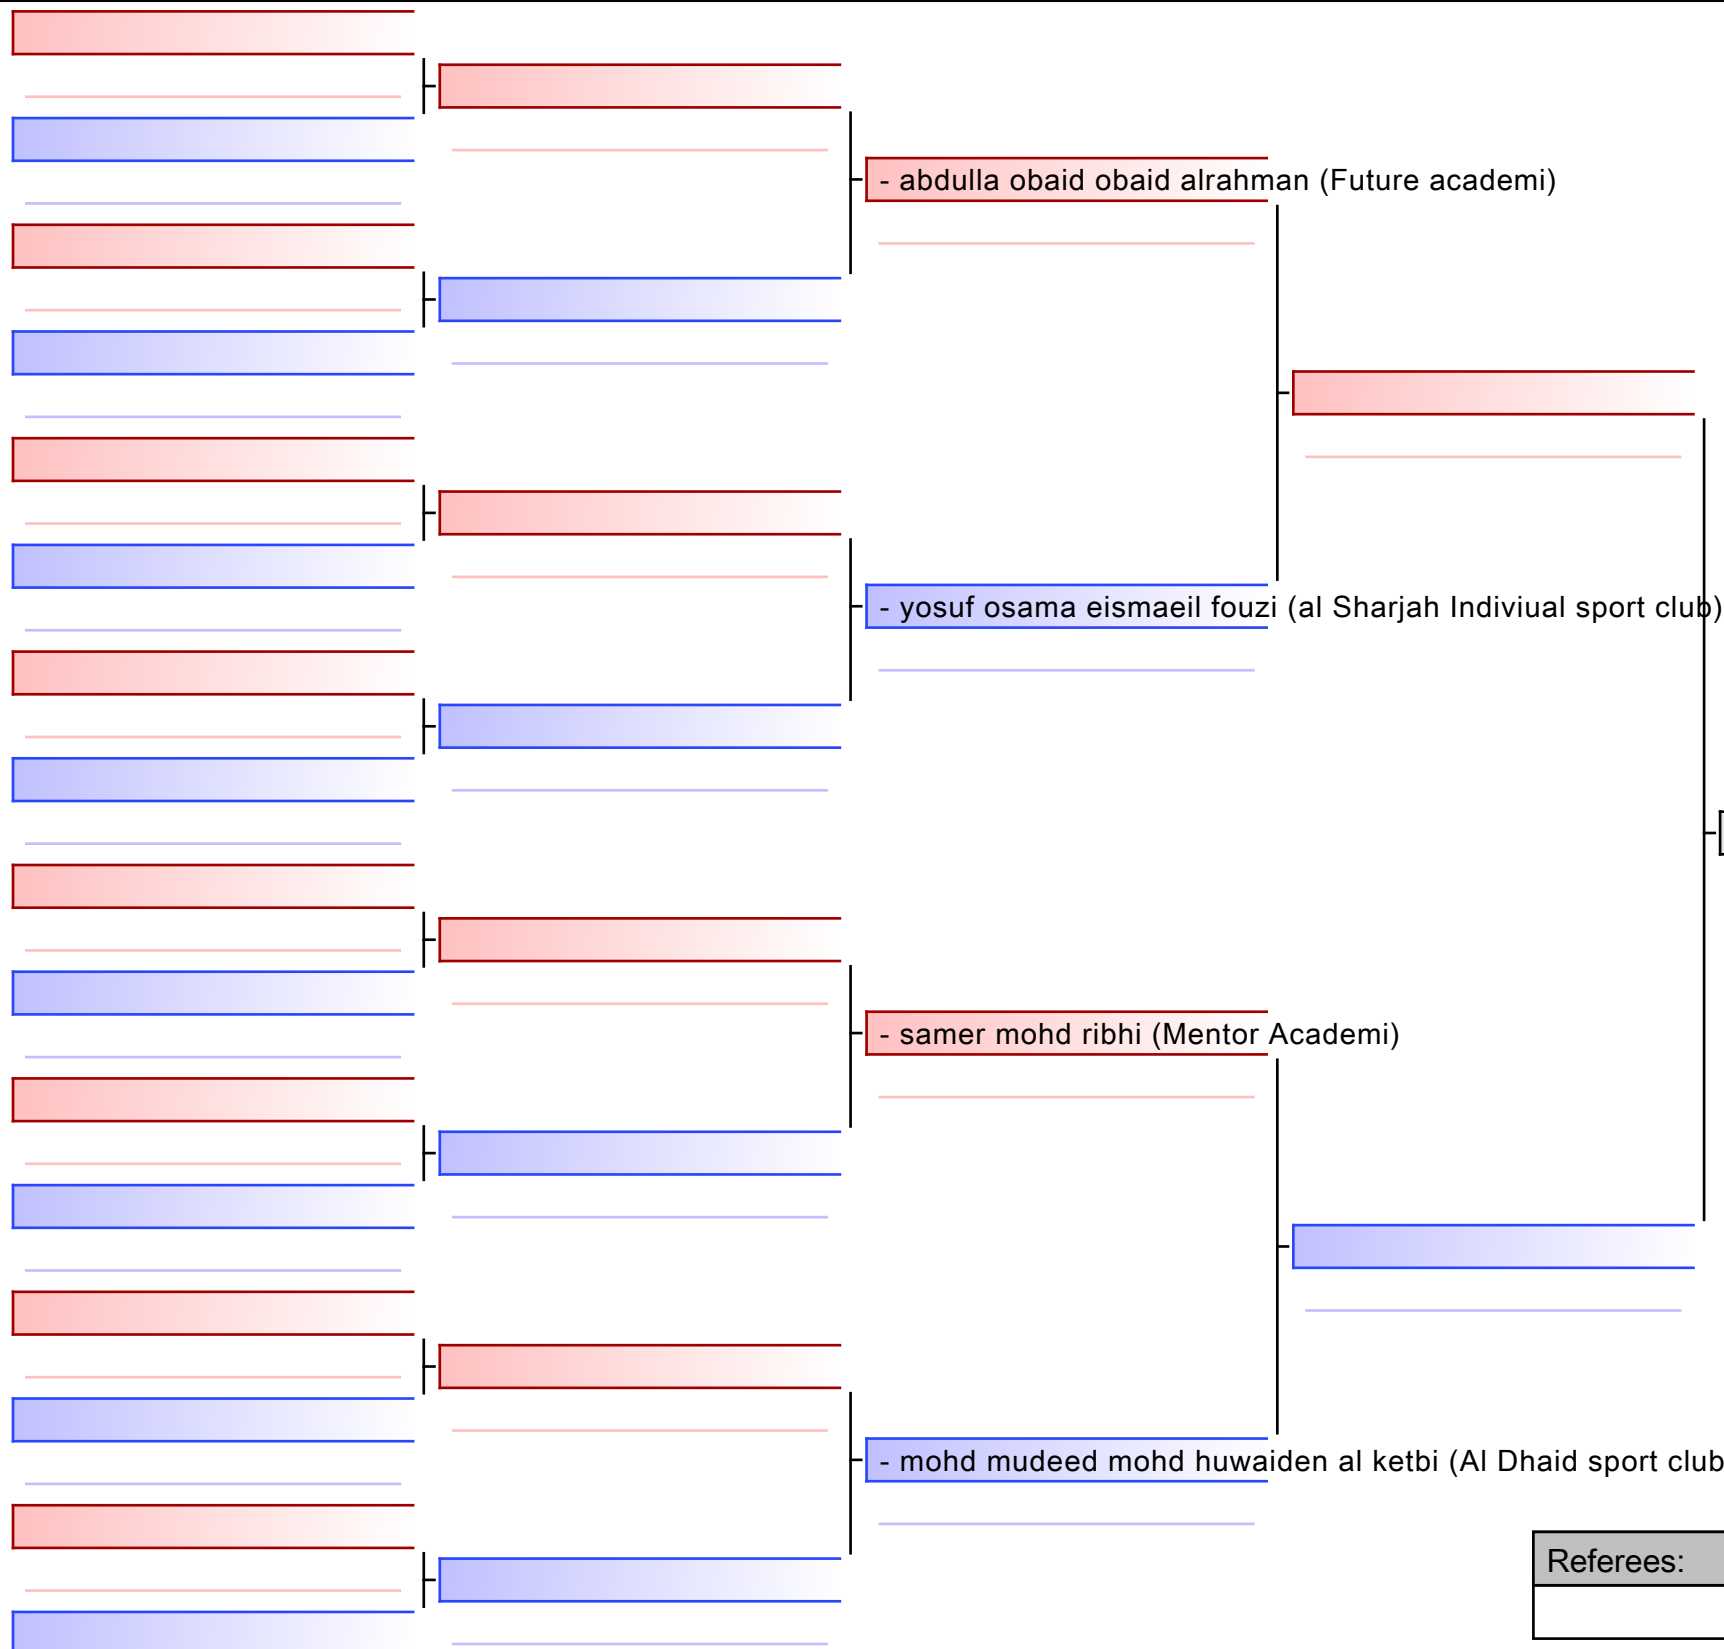 - abdulla obaid obaid alrahman (Future academi)
- yosuf osama eismaeil fouzi (al Sharjah Indiviual sport club)
- samer mohd ribhi (Mentor Academi)
- mohd mudeed mohd huwaiden al ketbi (Al Dhaid sport club
Referees: